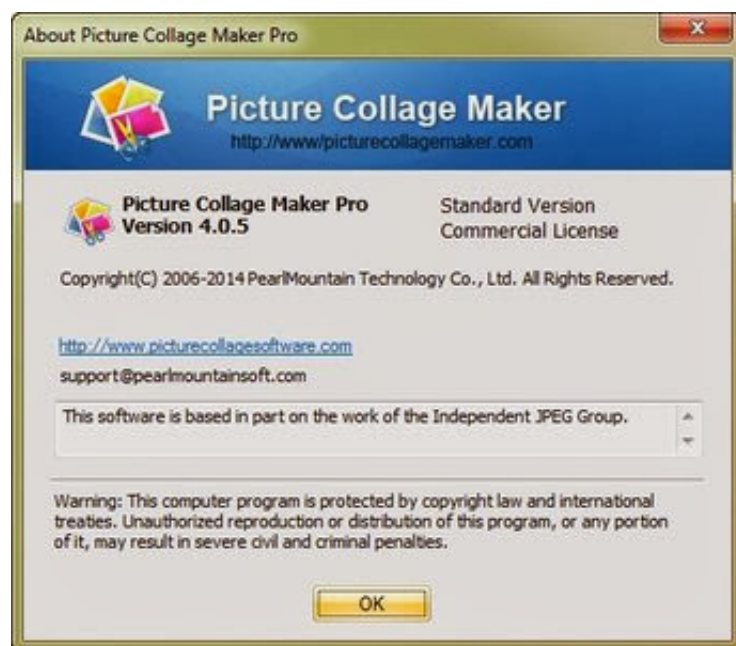 About Picture Collage Maker Pro
Picture Collage Maker
http://www/picturecollagemaker.com
Picture Collage Maker Pro
Version 4.0.5
Standard Version
Commercial License
Copyright(C) 2006-2014 PearlMountain Technology Co., Ltd. All Rights Reserved.
http://www.picturecollagesoftware.com
support@pearlmountainsoft.com
This software is based in part on the work of the Independent JPEG Group.
Warning: This computer program is protected by copyright law and international
treaties. Unauthorized reproduction or distribution of this program, or any portion
of it, may result in severe civil and criminal penalties.
OK